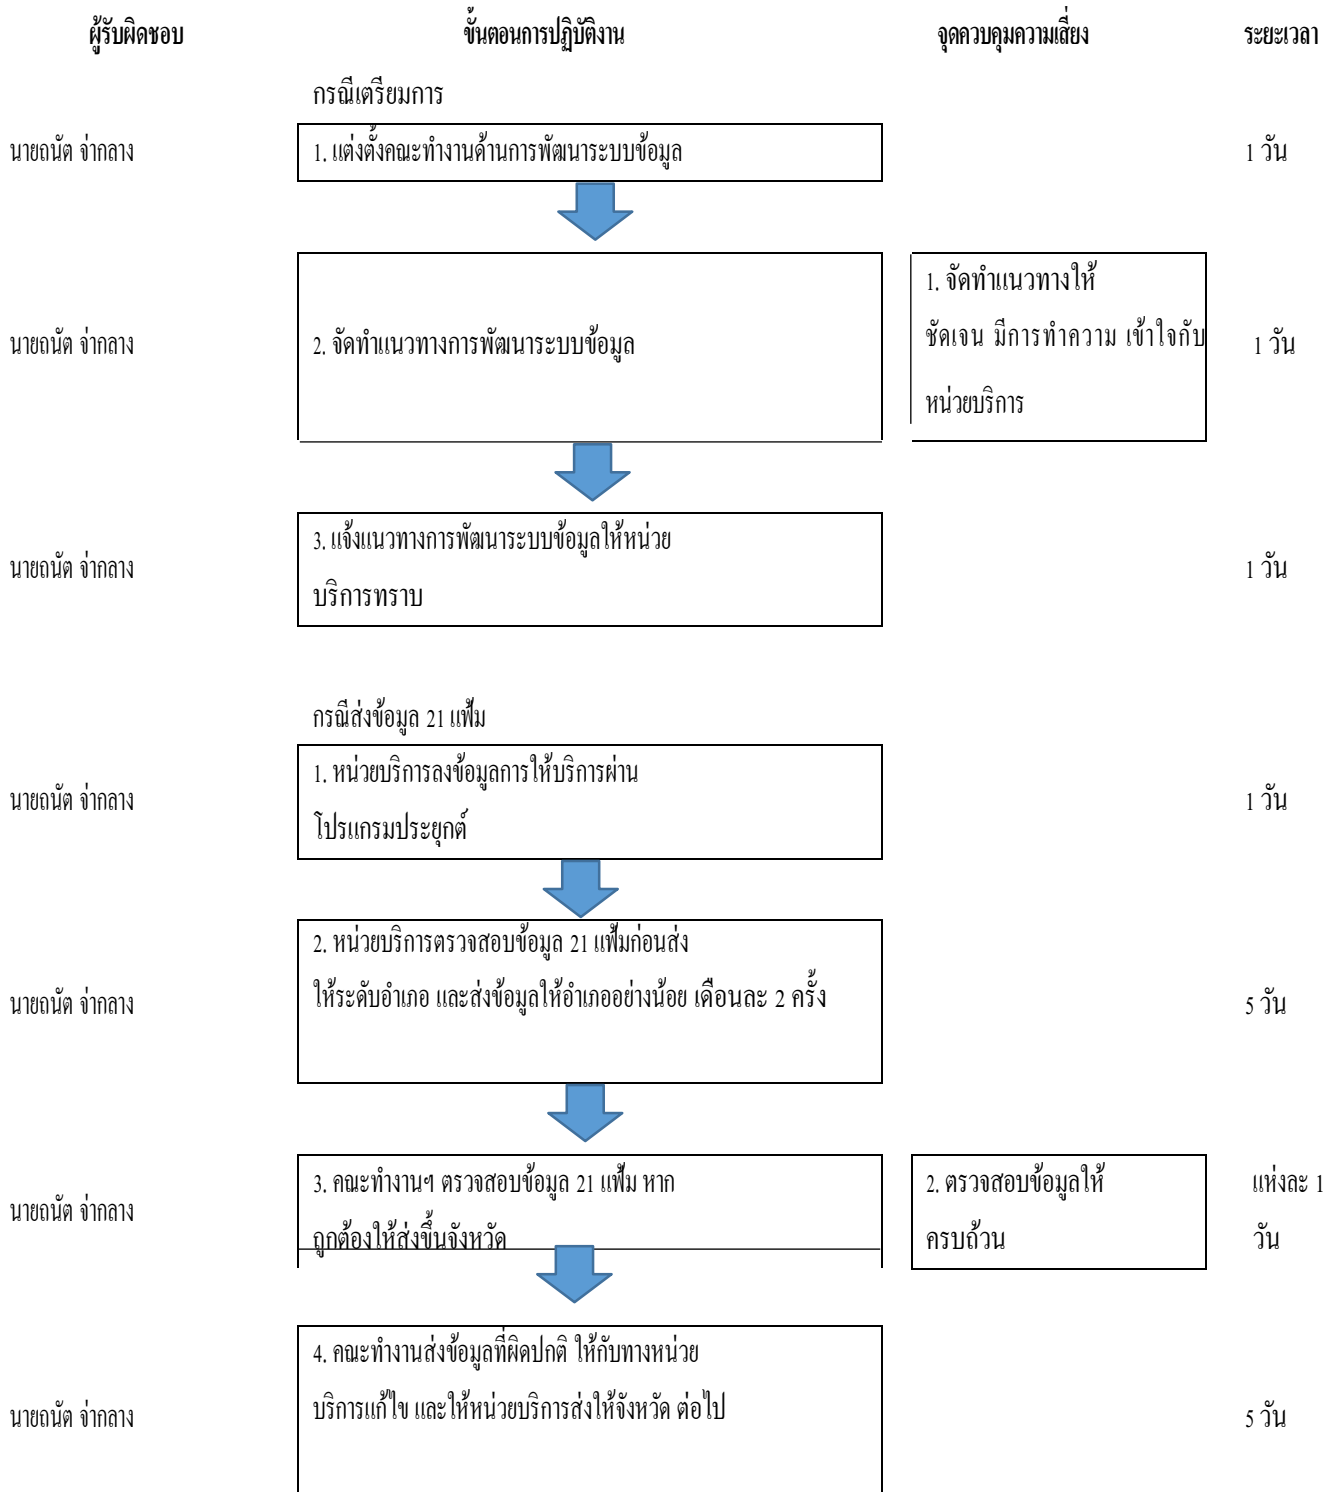 ผู้รับผิดชอบ ขั้นตอนการปฏิบัติงาน จุดควบคุมความเสี่ยง ระยะเวลา
กรณีเตรียมการ
นายถนัต จ่ากลาง 1. แต่งตั้งคณะทำงานด้านการพัฒนาระบบข้อมูล 1 วัน
1. จัดทำแนวทางให้
นายถนัต จ่ากลาง 2. จัดทำแนวทางการพัฒนาระบบข้อมูล ชัดเจน มีการทำความ เข้าใจกับ 1 วัน
หน่วยบริการ
3. แจ้งแนวทางการพัฒนาระบบข้อมูลให้หน่วย
นายถนัต จ่ากลาง 1 วัน
บริการทราบ
กรณีส่งข้อมูล 21 แฟ้ม
1. หน่วยบริการลงข้อมูลการให้บริการผ่าน
นายถนัต จ่ากลาง 1 วัน
โปรแกรมประยุกต์
2. หน่วยบริการตรวจสอบข้อมูล 21 แฟ้มก่อนส่ง
นายถนัต จ่ากลาง ให้ระดับอำเภอ และส่งข้อมูลให้อำเภออย่างน้อย เดือนละ 2 ครั้ง 5 วัน
3. คณะทำงานฯ ตรวจสอบข้อมูล 21 แฟ้ม หาก 2. ตรวจสอบข้อมูลให้ แห่งละ 1
นายถนัต จ่ากลาง
ถูกต้องให้ส่งขึ้นจังหวัด ครบถ้วน วัน
4. คณะทำงานส่งข้อมูลที่ผิดปกติ ให้กับทางหน่วย
นายถนัต จ่ากลาง บริการแก้ไข และให้หน่วยบริการส่งให้จังหวัด ต่อไป 5 วัน